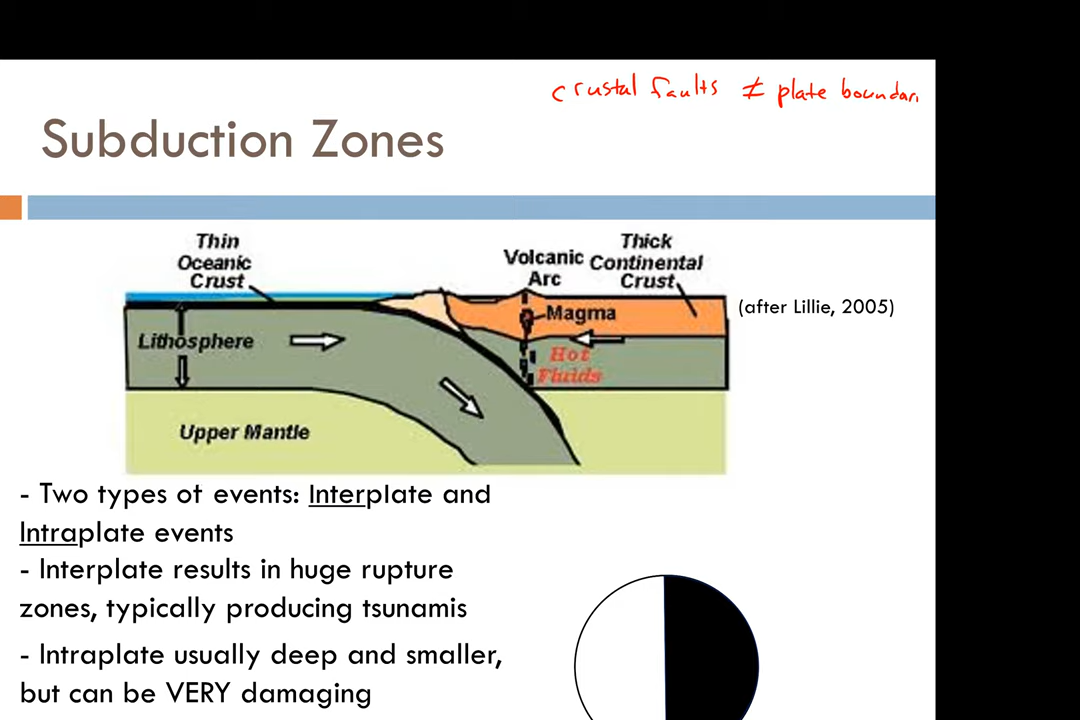 crustal faults ≠ plate boundari
Subduction Zones
Thin
Oceanic
Crust
Volcanic
Arc
Thick
Continental
Crust
(after Lillie, 2005)
Magma
Lithosphere
Hot
Fluids
Upper Mantle
- Two types of events: Interplate and
Intraplate events
- Interplate results in huge rupture
zones, typically producing tsunamis
- Intraplate usually deep and smaller,
but can be VERY damaging